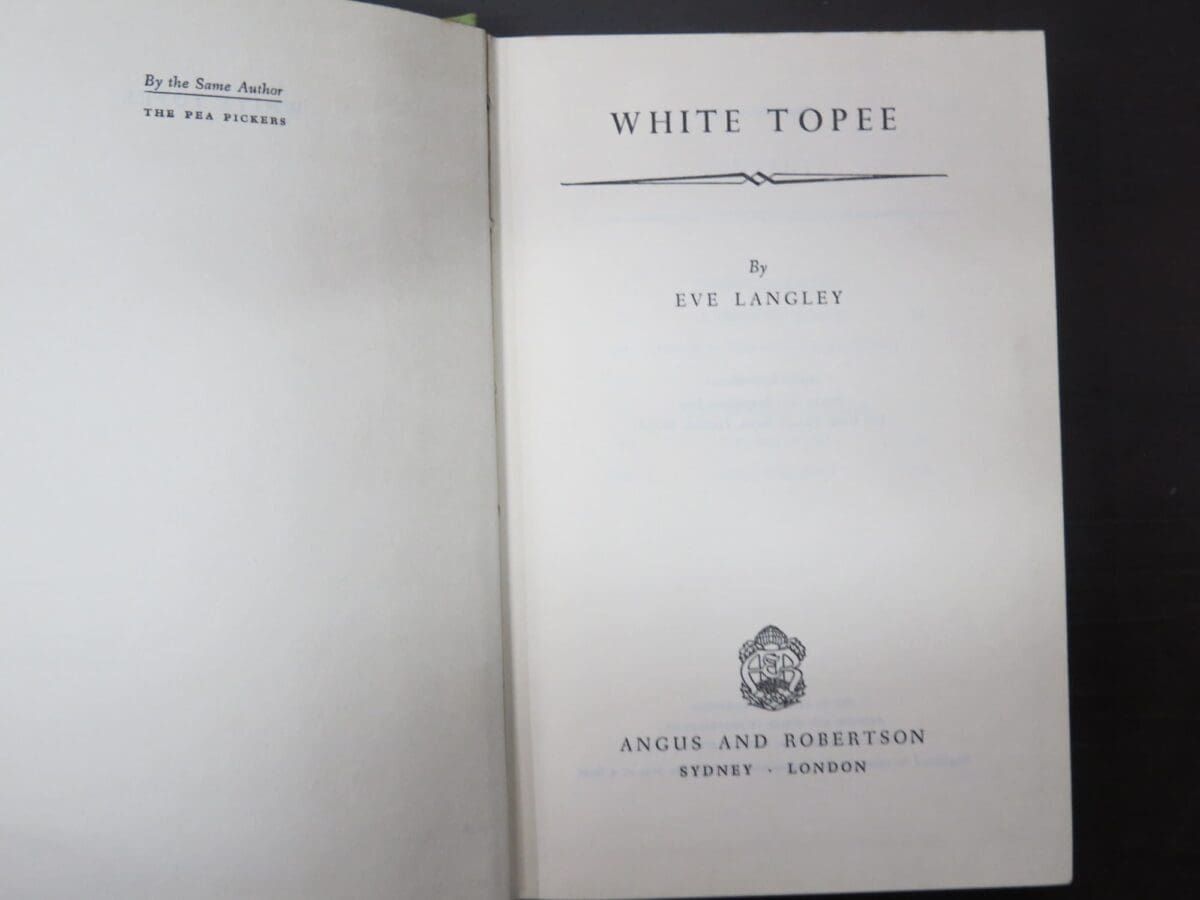 By the Same Author
THE PEA PICKERS
WHITE TOPEE
By
EVE LANGLEY
ANGUS AND ROBERTSON
SYDNEY · LONDON